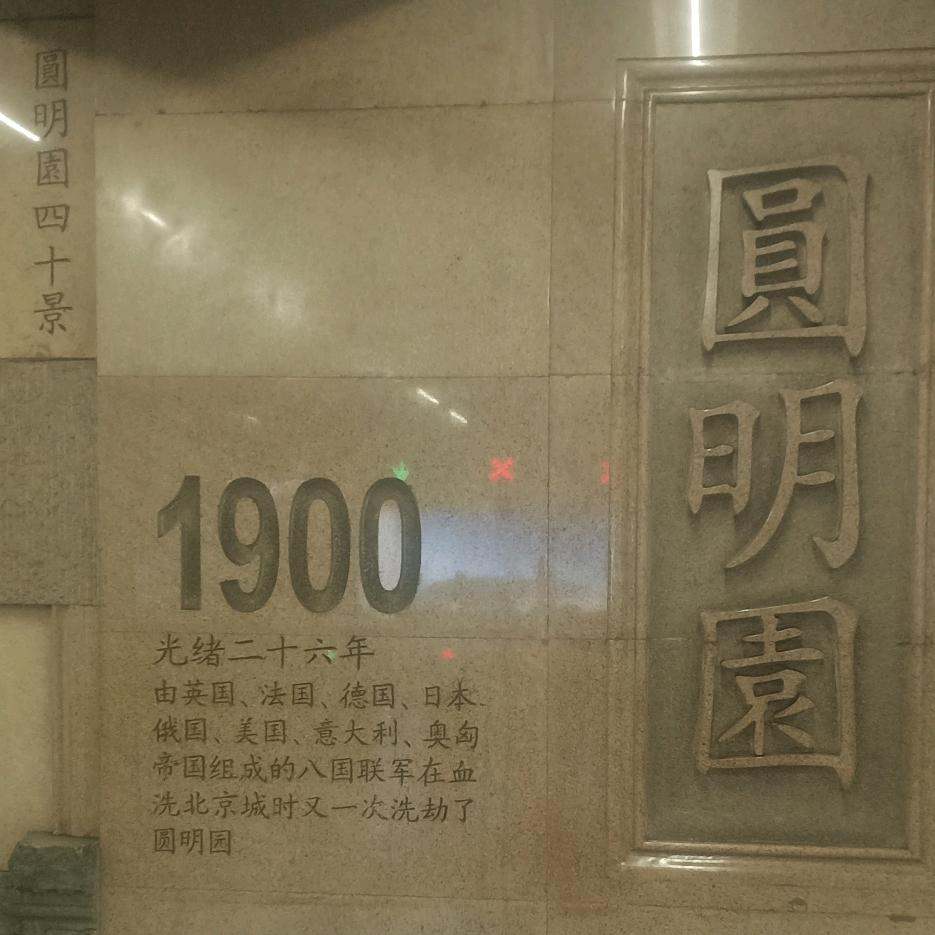 圓明園四十景
1900
光绪二十六年
由英国、法国、德国、日本、
俄国、美国、意大利、奥匈
帝国组成的八国联军在血
洗北京城时又一次洗劫了
圆明园
圓明園